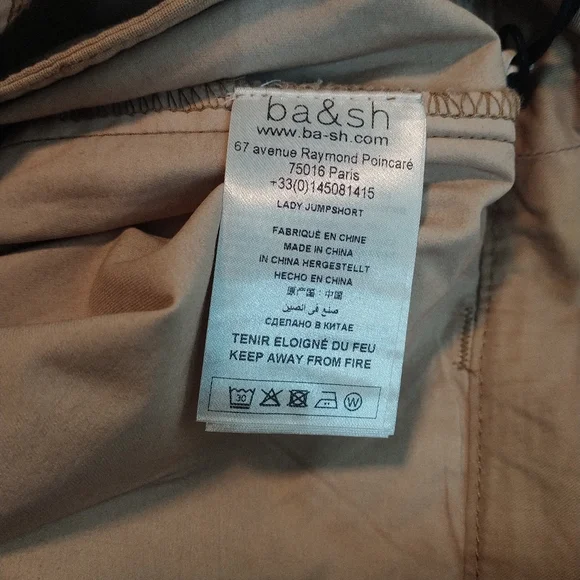 ba&sh
www.ba-sh.com
67 avenue Raymond Poincaré
75016 Paris
+33(0)145081415
LADY JUMPSHORT
FABRIQUÉ EN CHINE
MADE IN CHINA
IN CHINA HERGESTELLT
HECHO EN CHINA
原产国：中国
صنع في الصين
СДЕЛАНО В КИТАЕ
TENIR ELOIGNÉ DU FEU
KEEP AWAY FROM FIRE
30 W